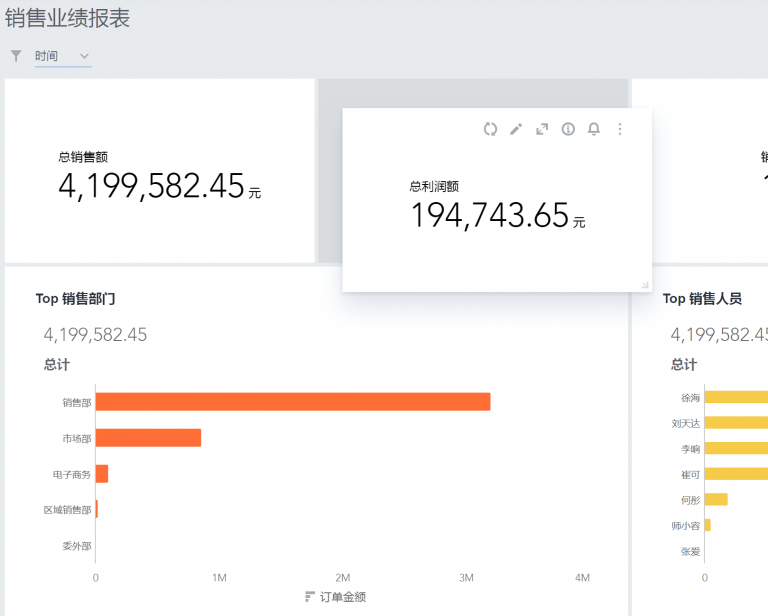 销售业绩报表
时间
总销售额
4,199,582.45 元
总利润额
194,743.65 元
Top 销售部门
4,199,582.45
总计
销售部
市场部
电子商务
区域销售部
委外部
0 1M 2M 3M 4M
订单金额
Top 销售人员
4,199,582.45
总计
徐海
刘天达
李响
崔可
何彤
师小容
张爱
0